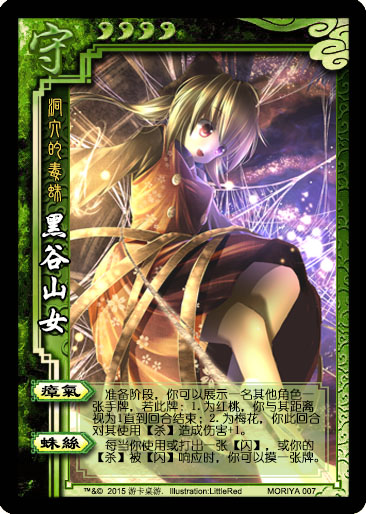 守
洞穴的毒蛛
黑谷山女
瘴氣
准备阶段，你可以展示一名其他角色一
张手牌，若此牌：1.为红桃，你与其距离
视为1直到回合结束；2.为梅花，你此回合
对其使用【杀】造成伤害+1。
蛛絲
每当你使用或打出一张【闪】，或你的
【杀】被【闪】响应时，你可以摸一张牌。
™&© 2015 游卡桌游. Illustration:LittleRed
MORIYA 007